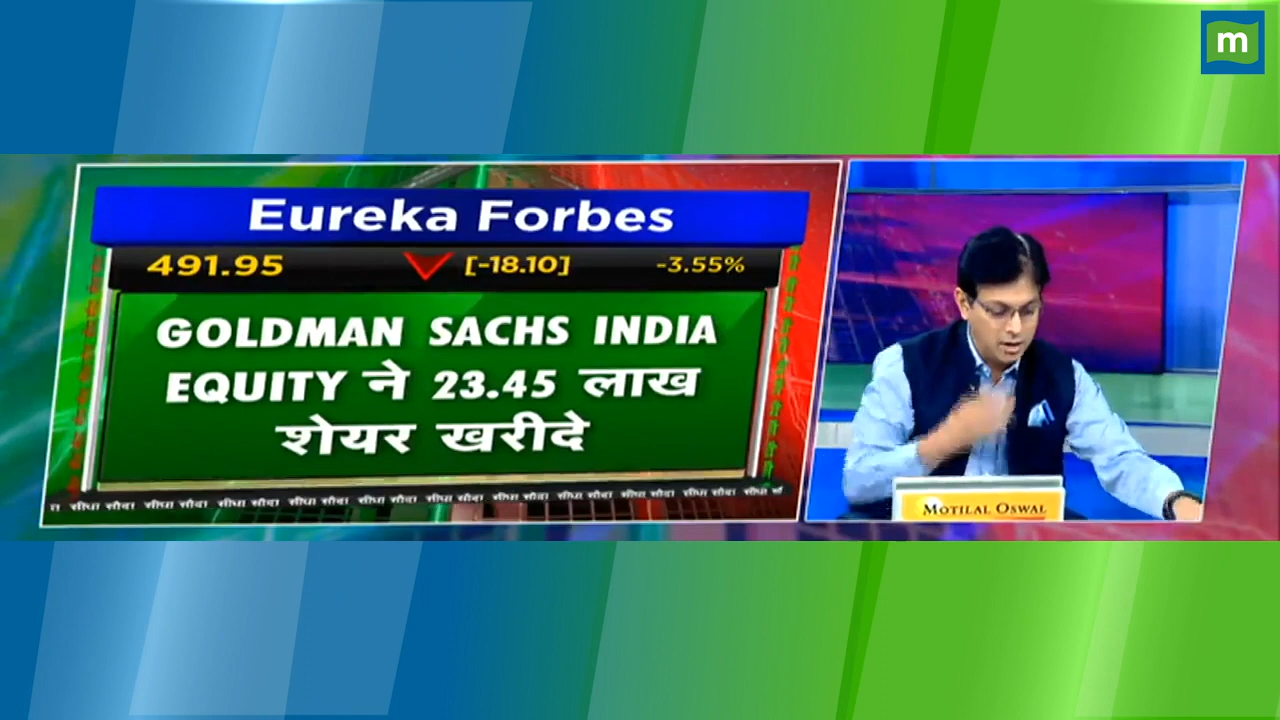 m
Eureka Forbes
491.95 [-18.10] -3.55%
GOLDMAN SACHS INDIA
EQUITY ने 23.45 लाख
शेयर खरीदे
सीधा सौदा सीधा सौदा सीधा सौदा सीधा सौदा सीधा सौदा सीधा सौदा सीधा सौदा सीधा सौदा सीधा सौदा
MOTILAL OSWAL